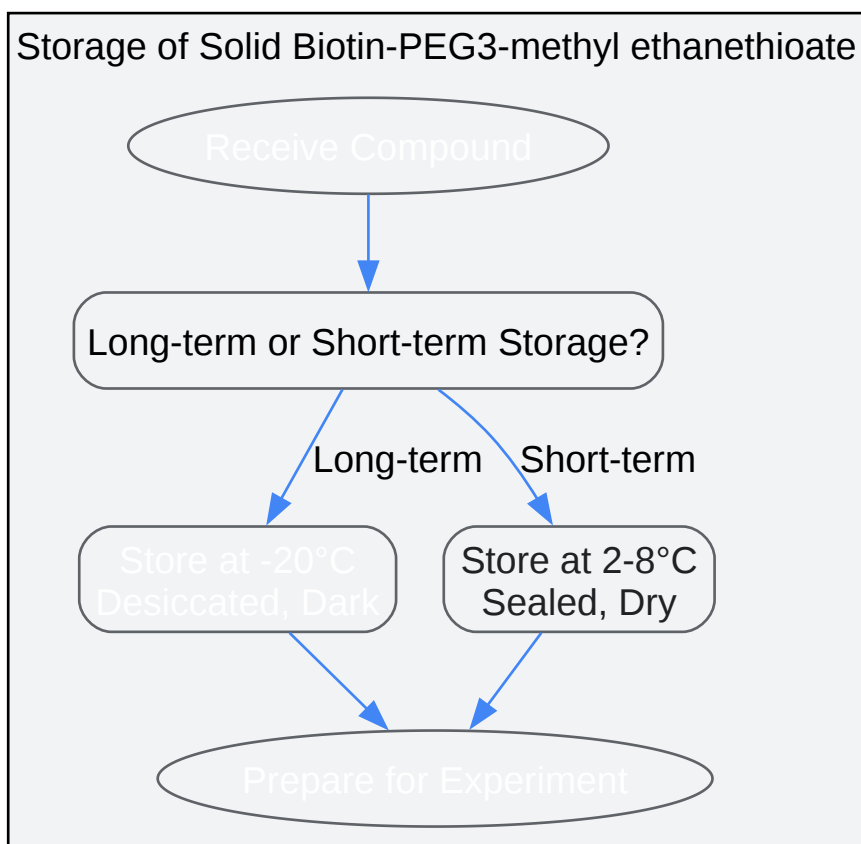 Storage of Solid Biotin-PEG3-methyl ethanethioate
Receive Compound
Long-term or Short-term Storage?
Long-term
Short-term
Store at -20°C
Desiccated, Dark
Store at 2-8°C
Sealed, Dry
Prepare for Experiment